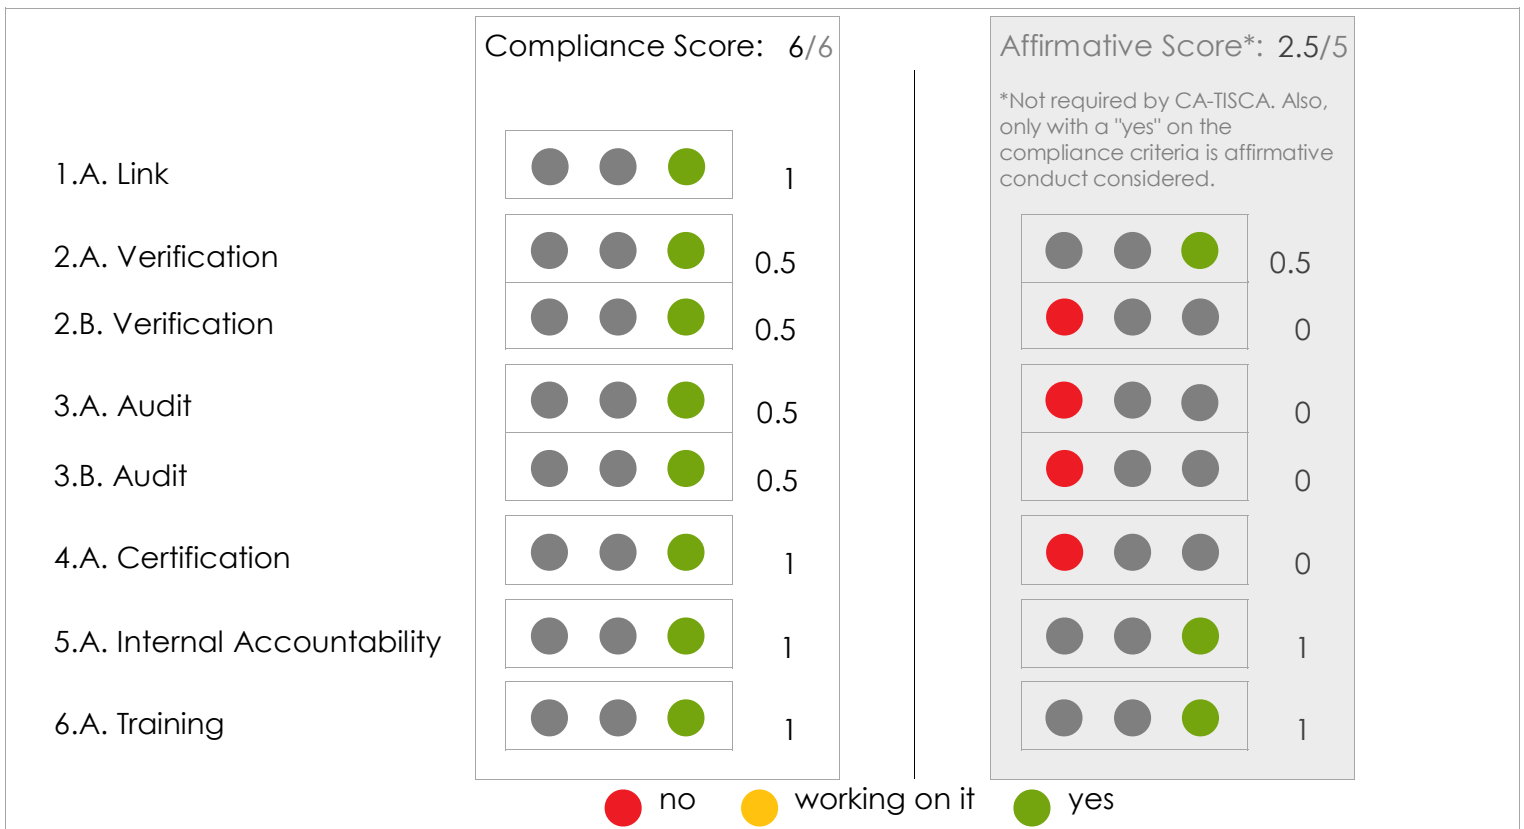 Compliance Score: 6/6
Affirmative Score*: 2.5/5
*Not required by CA-TISCA. Also,
only with a "yes" on the
compliance criteria is affirmative
conduct considered.
1.A. Link 1
2.A. Verification 0.5 0.5
2.B. Verification 0.5 0
3.A. Audit 0.5 0
3.B. Audit 0.5 0
4.A. Certification 1 0
5.A. Internal Accountability 1 1
6.A. Training 1 1
no working on it yes